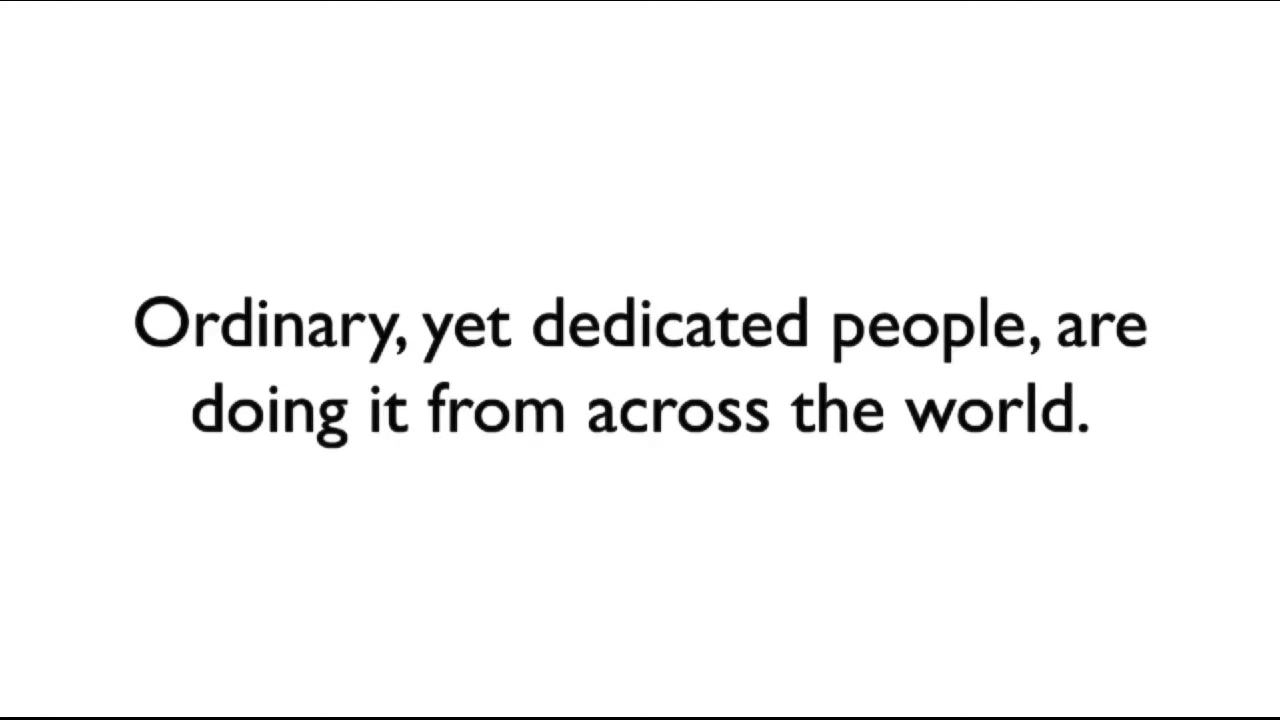 Ordinary, yet dedicated people, are
doing it from across the world.